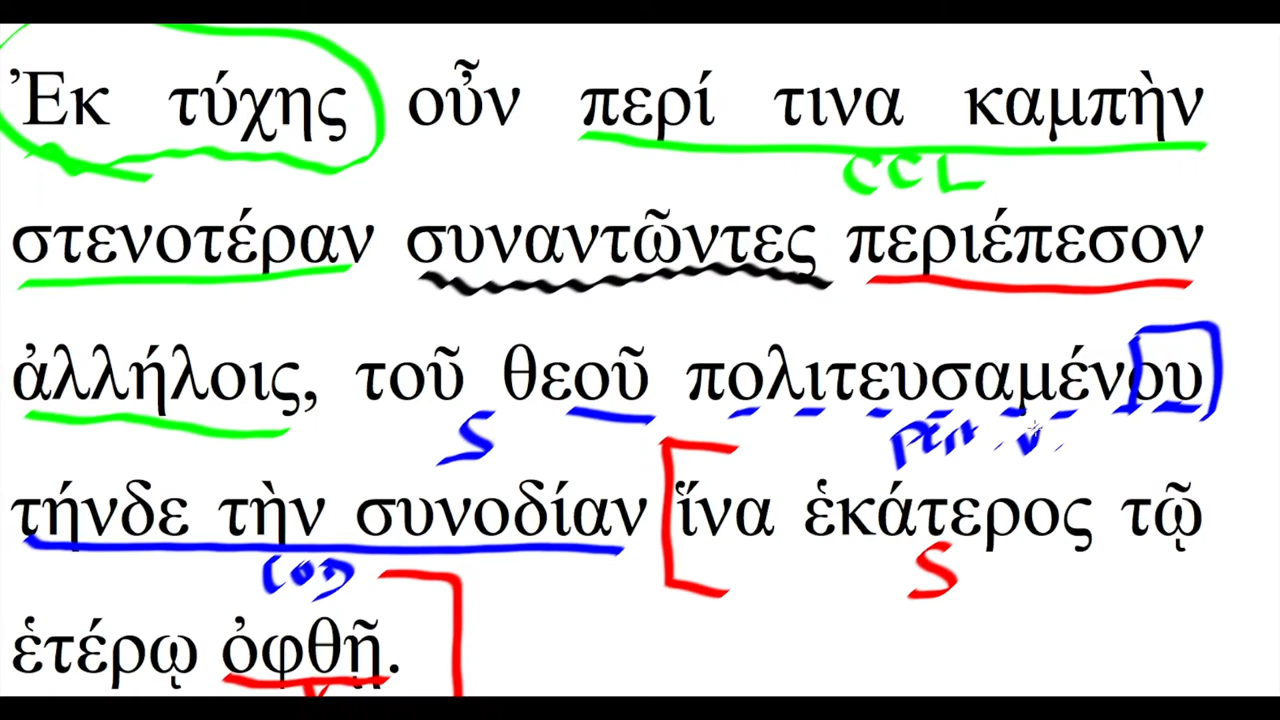 Ἐκ τύχης οὖν περί τινα καμπὴν
CCL
στενοτέραν συναντῶντες περιέπεσον
ἀλλήλοις, τοῦ θεοῦ πολιτευσαμένου
S
τήνδε τὴν συνοδίαν ἵνα ἑκάτερος τῷ
S
ἑτέρῳ ὀφθῇ.
V